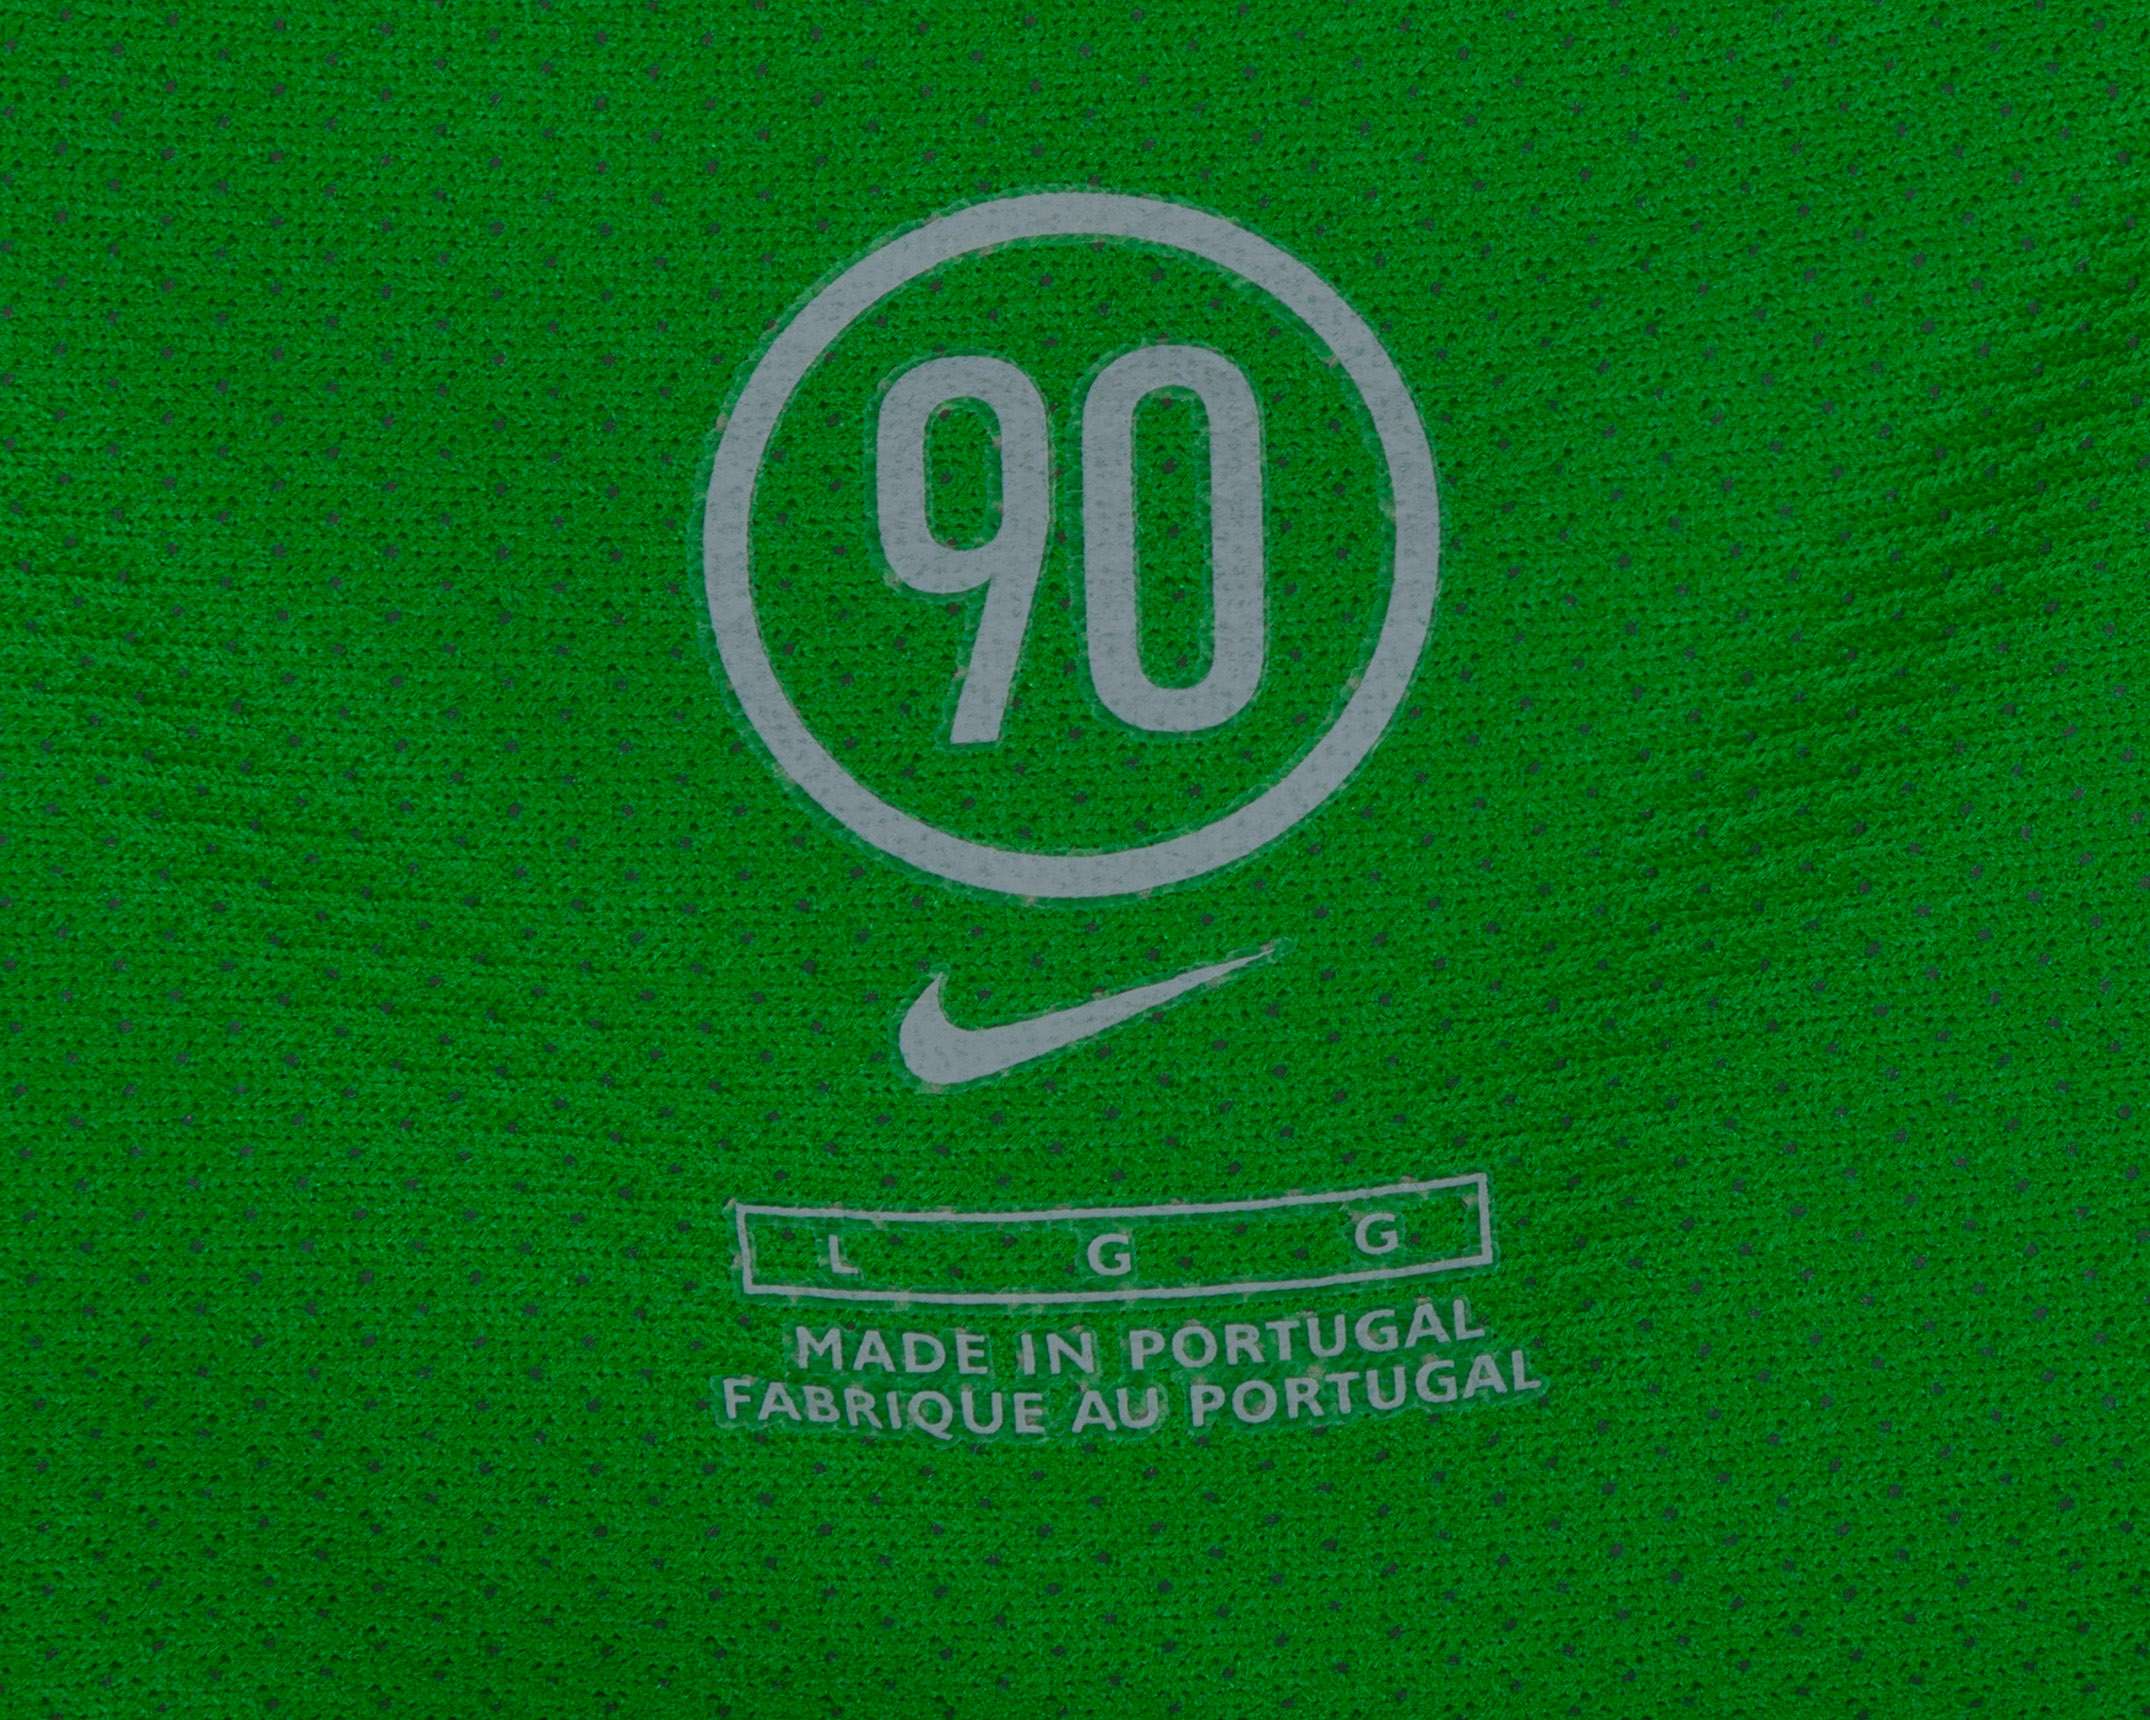 90
L G G
MADE IN PORTUGAL
FABRIQUE AU PORTUGAL